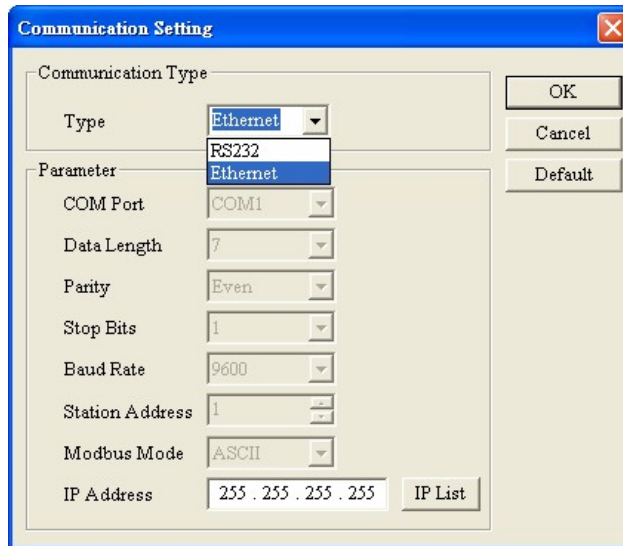 Communication Setting
Communication Type
Type Ethernet
RS232
Ethernet
OK
Cancel
Default
Parameter
COM Port COM1
Data Length 7
Parity Even
Stop Bits 1
Baud Rate 9600
Station Address 1
Modbus Mode ASCII
IP Address 255 . 255 . 255 . 255 IP List